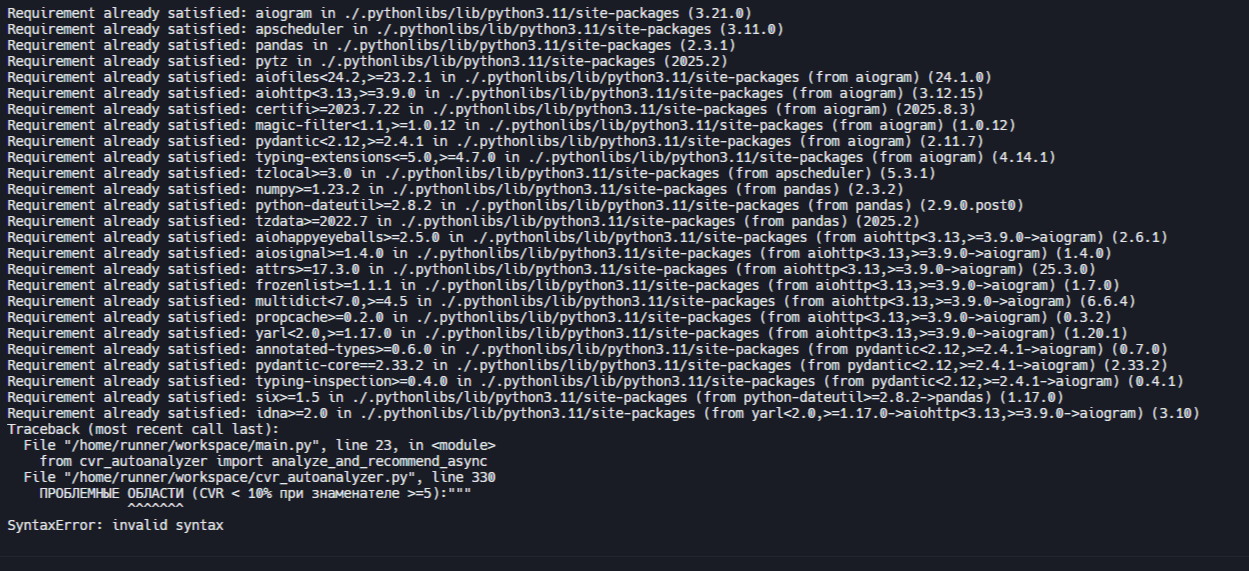 Requirement already satisfied: aiogram in ./.pythonlibs/lib/python3.11/site-packages (3.21.0)
Requirement already satisfied: apscheduler in ./.pythonlibs/lib/python3.11/site-packages (3.11.0)
Requirement already satisfied: pandas in ./.pythonlibs/lib/python3.11/site-packages (2.3.1)
Requirement already satisfied: pytz in ./.pythonlibs/lib/python3.11/site-packages (2025.2)
Requirement already satisfied: aiofiles<24.2,>=23.2.1 in ./.pythonlibs/lib/python3.11/site-packages (from aiogram) (24.1.0)
Requirement already satisfied: aiohttp<3.13,>=3.9.0 in ./.pythonlibs/lib/python3.11/site-packages (from aiogram) (3.12.15)
Requirement already satisfied: certifi>=2023.7.22 in ./.pythonlibs/lib/python3.11/site-packages (from aiogram) (2025.8.3)
Requirement already satisfied: magic-filter<1.1,>=1.0.12 in ./.pythonlibs/lib/python3.11/site-packages (from aiogram) (1.0.12)
Requirement already satisfied: pydantic<2.12,>=2.4.1 in ./.pythonlibs/lib/python3.11/site-packages (from aiogram) (2.11.7)
Requirement already satisfied: typing-extensions<=5.0,>=4.7.0 in ./.pythonlibs/lib/python3.11/site-packages (from aiogram) (4.14.1)
Requirement already satisfied: tzlocal>=3.0 in ./.pythonlibs/lib/python3.11/site-packages (from apscheduler) (5.3.1)
Requirement already satisfied: numpy>=1.23.2 in ./.pythonlibs/lib/python3.11/site-packages (from pandas) (2.3.2)
Requirement already satisfied: python-dateutil>=2.8.2 in ./.pythonlibs/lib/python3.11/site-packages (from pandas) (2.9.0.post0)
Requirement already satisfied: tzdata>=2022.7 in ./.pythonlibs/lib/python3.11/site-packages (from pandas) (2025.2)
Requirement already satisfied: aiohappyeyeballs>=2.5.0 in ./.pythonlibs/lib/python3.11/site-packages (from aiohttp<3.13,>=3.9.0->aiogram) (2.6.1)
Requirement already satisfied: aiosignal>=1.4.0 in ./.pythonlibs/lib/python3.11/site-packages (from aiohttp<3.13,>=3.9.0->aiogram) (1.4.0)
Requirement already satisfied: attrs>=17.3.0 in ./.pythonlibs/lib/python3.11/site-packages (from aiohttp<3.13,>=3.9.0->aiogram) (25.3.0)
Requirement already satisfied: frozenlist>=1.1.1 in ./.pythonlibs/lib/python3.11/site-packages (from aiohttp<3.13,>=3.9.0->aiogram) (1.7.0)
Requirement already satisfied: multidict<7.0,>=4.5 in ./.pythonlibs/lib/python3.11/site-packages (from aiohttp<3.13,>=3.9.0->aiogram) (6.6.4)
Requirement already satisfied: propcache>=0.2.0 in ./.pythonlibs/lib/python3.11/site-packages (from aiohttp<3.13,>=3.9.0->aiogram) (0.3.2)
Requirement already satisfied: yarl<2.0,>=1.17.0 in ./.pythonlibs/lib/python3.11/site-packages (from aiohttp<3.13,>=3.9.0->aiogram) (1.20.1)
Requirement already satisfied: annotated-types>=0.6.0 in ./.pythonlibs/lib/python3.11/site-packages (from pydantic<2.12,>=2.4.1->aiogram) (0.7.0)
Requirement already satisfied: pydantic-core==2.33.2 in ./.pythonlibs/lib/python3.11/site-packages (from pydantic<2.12,>=2.4.1->aiogram) (2.33.2)
Requirement already satisfied: typing-inspection>=0.4.0 in ./.pythonlibs/lib/python3.11/site-packages (from pydantic<2.12,>=2.4.1->aiogram) (0.4.1)
Requirement already satisfied: six>=1.5 in ./.pythonlibs/lib/python3.11/site-packages (from python-dateutil>=2.8.2->pandas) (1.17.0)
Requirement already satisfied: idna>=2.0 in ./.pythonlibs/lib/python3.11/site-packages (from yarl<2.0,>=1.17.0->aiohttp<3.13,>=3.9.0->aiogram) (3.10)
Traceback (most recent call last):
  File "/home/runner/workspace/main.py", line 23, in <module>
    from cvr_autoanalyzer import analyze_and_recommend_async
  File "/home/runner/workspace/cvr_autoanalyzer.py", line 330
    ПРОБЛЕМНЫЕ ОБЛАСТИ (CVR < 10% при знаменателе >=5):"""
               ^^^^^^^
SyntaxError: invalid syntax